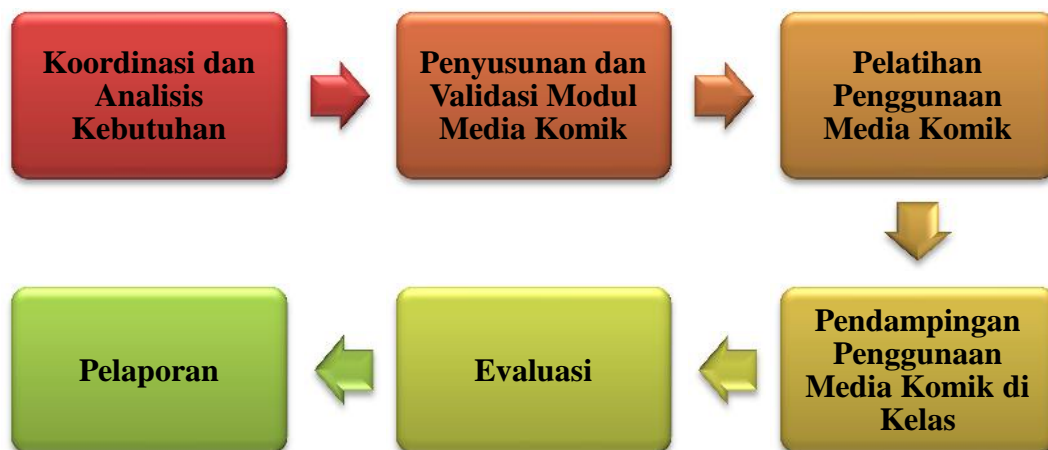 Koordinasi dan
Analisis
Kebutuhan
Penyusunan dan
Validasi Modul
Media Komik
Pelatihan
Penggunaan
Media Komik
Pendampingan
Penggunaan
Media Komik di
Kelas
Evaluasi
Pelaporan